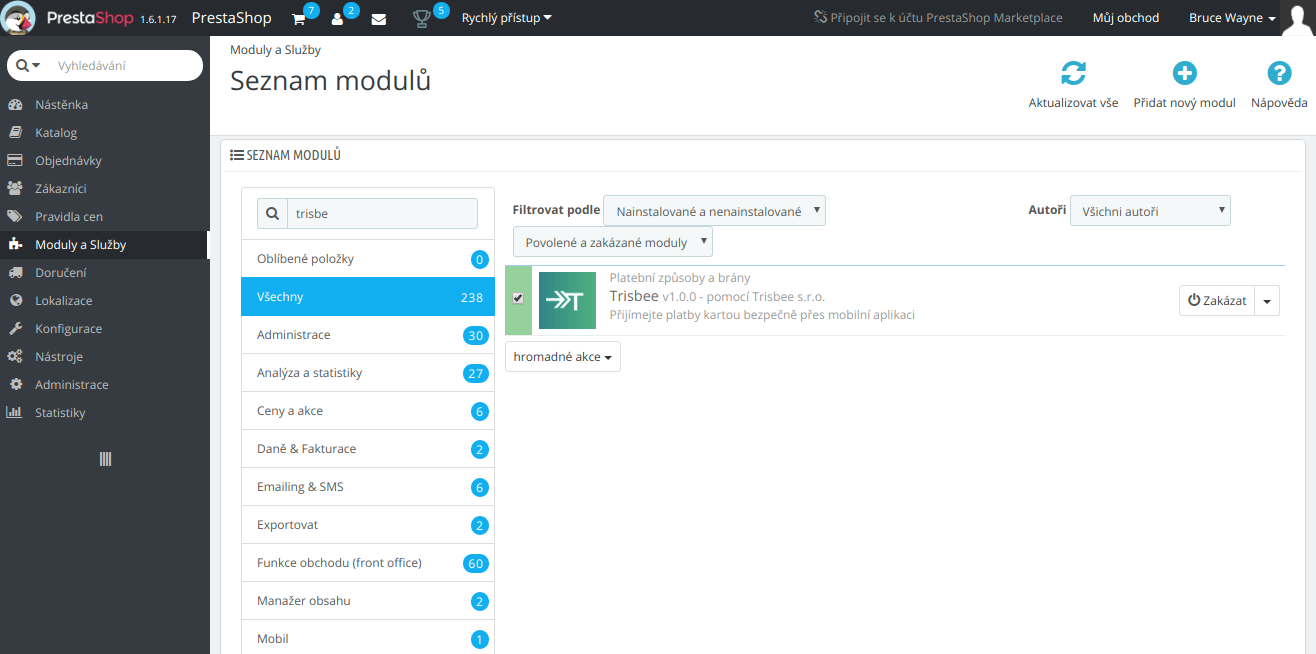 PrestaShop 1.6.1.17 PrestaShop 7 2 5 Rychlý přístup Připojit se k účtu PrestaShop Marketplace Můj obchod Bruce Wayne
Vyhledávání
Nástěnka
Katalog
Objednávky
Zákazníci
Pravidla cen
Moduly a Služby
Doručení
Lokalizace
Konfigurace
Nástroje
Administrace
Statistiky
Moduly a Služby
Seznam modulů
Aktualizovat vše Přidat nový modul Nápověda
SEZNAM MODULŮ
trisbe
Oblíbené položky 0
Všechny 238
Administrace 30
Analýza a statistiky 27
Ceny a akce 6
Daně & Fakturace 2
Emailing & SMS 6
Exportovat 2
Funkce obchodu (front office) 60
Manažer obsahu 2
Mobil 1
Filtrovat podle Nainstalované a nenainstalované Autoři Všichni autoři
Povolené a zakázané moduly
Platební způsoby a brány
Trisbee v1.0.0 - pomocí Trisbee s.r.o.
Přijímejte platby kartou bezpečně přes mobilní aplikaci
Zakázat
hromadné akce